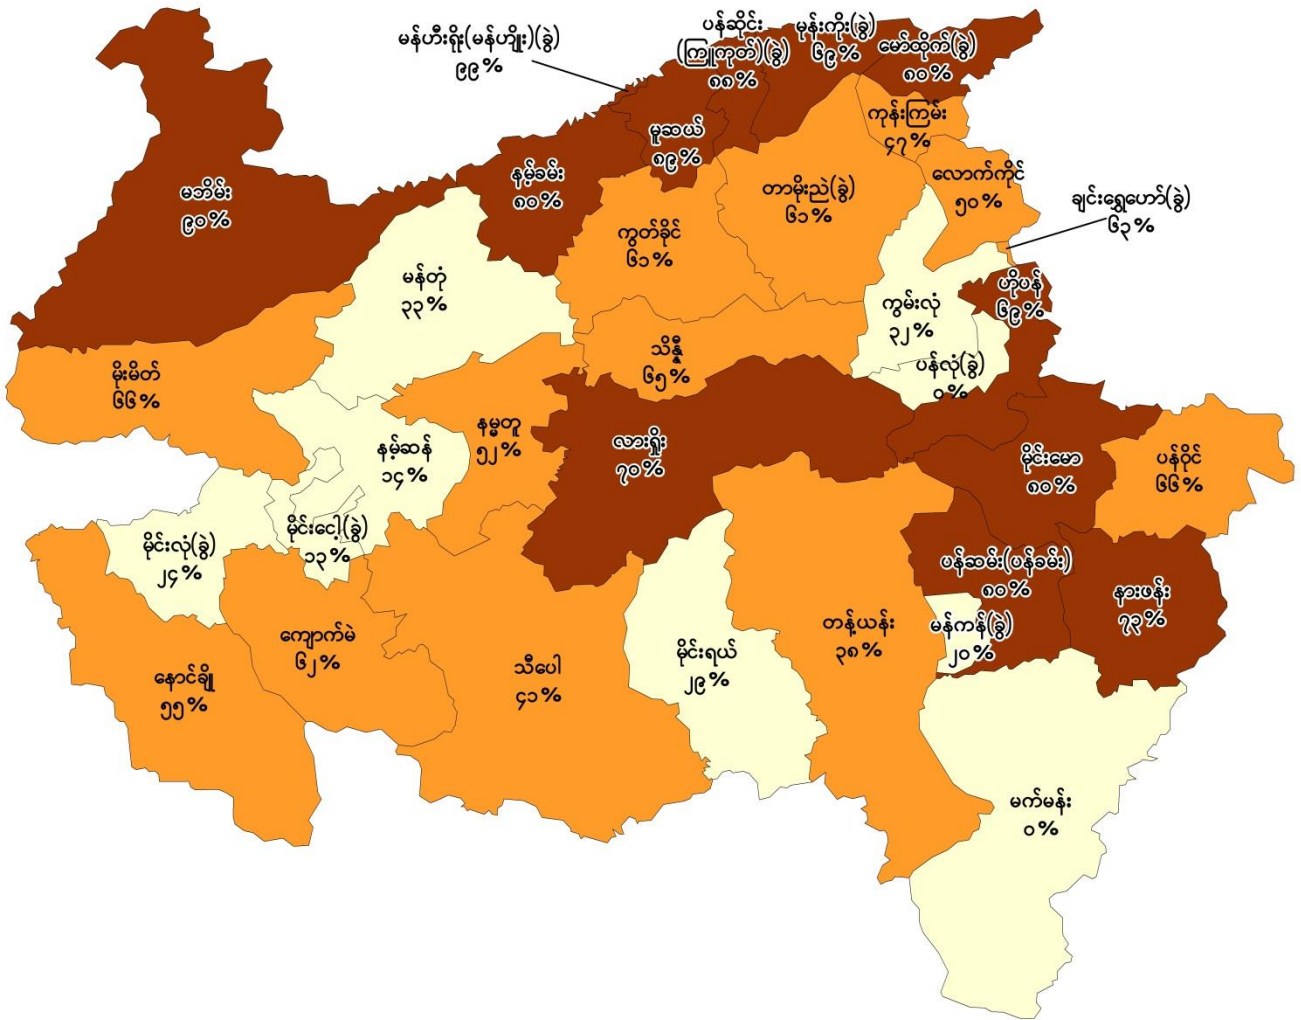 မန်ဟီးရိုး(မန်ဟျိုး)(ခွဲ)
၉၉%
ပန်ဆိုင်း
(ကြူကုတ်)(ခွဲ)
၈၈%
မုန်းကိုး(ခွဲ)
၆၉%
မော်ထိုက်(ခွဲ)
၈၀%
ကုန်းကြမ်း
၄၇%
မူဆယ်
၈၉%
နမ့်ခမ်း
၈၀%
မဘိမ်း
၉၀%
တာမိုးညဲ(ခွဲ)
၆၁%
လောက်ကိုင်
၅၀%
ချင်းရွှေဟော်(ခွဲ)
၆၃%
ကွတ်ခိုင်
၆၁%
မန်တုံ
၃၃%
ဟိုပန်
၆၉%
ကွမ်းလုံ
၃၂%
ပန်လုံ(ခွဲ)
၀%
သိန္နီ
၆၅%
မိုးမိတ်
၆၆%
နမ္မတူ
၅၂%
လားရှိုး
၇၀%
နမ့်ဆန်
၁၄%
မိုင်းမော
၈၀%
ပန်ဝိုင်
၆၆%
မိုင်းငေါ့(ခွဲ)
၁၃%
မိုင်းလုံ(ခွဲ)
၂၄%
ပန်ဆမ်း(ပန်ခမ်း)
၈၀%
နားဖန်း
၇၃%
မန်ကန်(ခွဲ)
၂၀%
တန့်ယန်း
၃၈%
ကျောက်မဲ
၆၂%
မိုင်းရယ်
၂၉%
သီပေါ
၄၁%
နောင်ချို
၅၅%
မက်မန်း
၀%